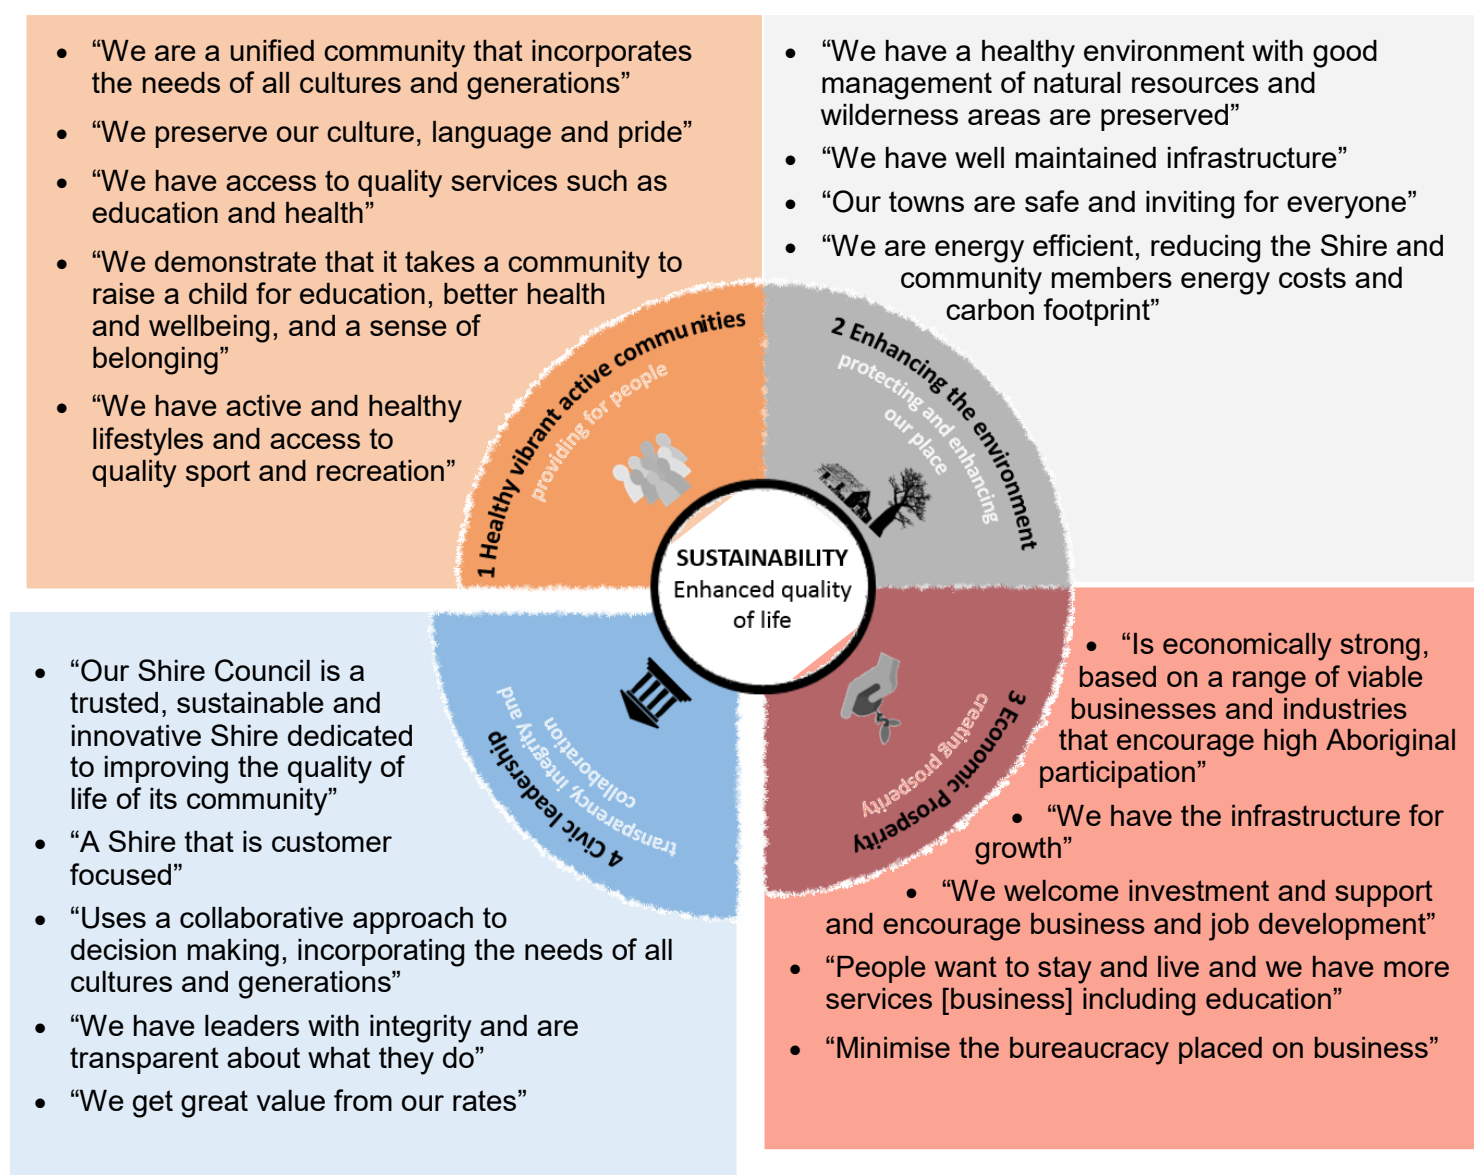 • “We are a unified community that incorporates
the needs of all cultures and generations”
• “We preserve our culture, language and pride”
• “We have access to quality services such as
education and health”
• “We demonstrate that it takes a community to
raise a child for education, better health
and wellbeing, and a sense of
belonging”
• “We have active and healthy
lifestyles and access to
quality sport and recreation”
• “We have a healthy environment with good
management of natural resources and
wilderness areas are preserved”
• “We have well maintained infrastructure”
• “Our towns are safe and inviting for everyone”
• “We are energy efficient, reducing the Shire and
community members energy costs and
carbon footprint”
1 Healthy vibrant active communities
providing for people
2 Enhancing the environment
protecting and enhancing
our place
SUSTAINABILITY
Enhanced quality
of life
3 Economic Prosperity
creating prosperity
4 Civic leadership
transparency, integrity and
collaboration
• “Is economically strong,
based on a range of viable
businesses and industries
that encourage high Aboriginal
participation”
• “We have the infrastructure for
growth”
• “We welcome investment and support
and encourage business and job development”
• “People want to stay and live and we have more
services [business] including education”
• “Minimise the bureaucracy placed on business”
• “Our Shire Council is a
trusted, sustainable and
innovative Shire dedicated
to improving the quality of
life of its community”
• “A Shire that is customer
focused”
• “Uses a collaborative approach to
decision making, incorporating the needs of all
cultures and generations”
• “We have leaders with integrity and are
transparent about what they do”
• “We get great value from our rates”